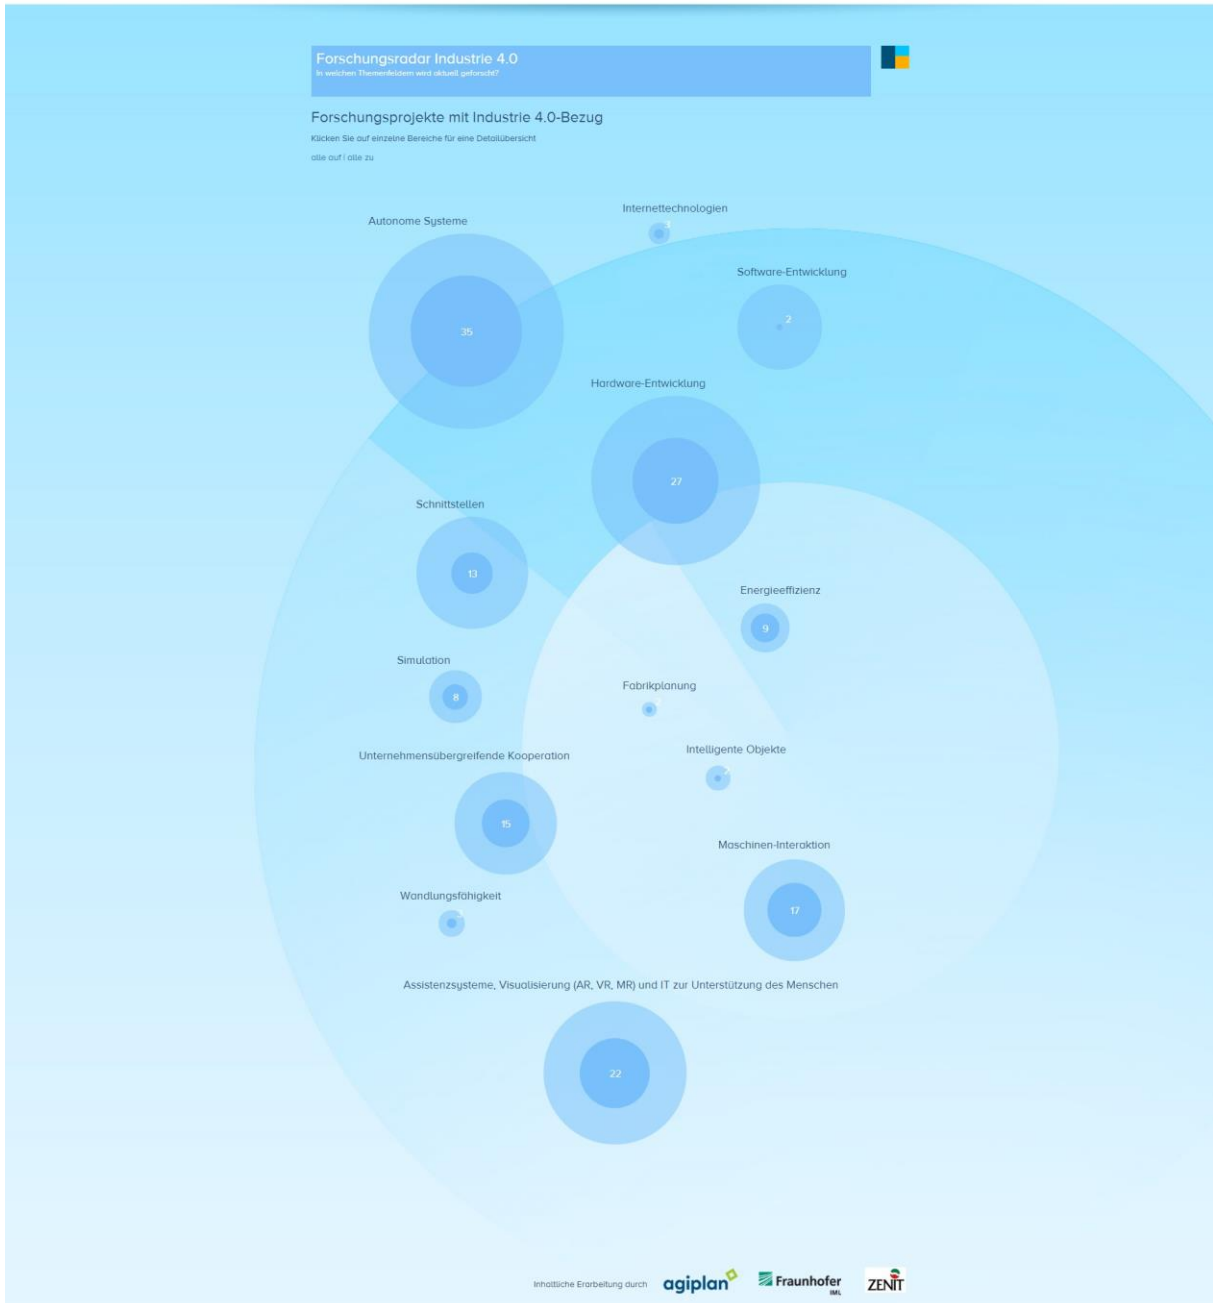 Forschungsradar Industrie 4.0
In welchen Themenfeldern wird aktuell geforscht?
Forschungsprojekte mit Industrie 4.0-Bezug
Klicken Sie auf einzelne Bereiche für eine Detailübersicht
alle auf | alle zu
Internettechnologien
Autonome Systeme
35
Software-Entwicklung
2
Hardware-Entwicklung
27
Schnittstellen
13
Energieeffizienz
9
Simulation
8
Fabrikplanung
Intelligente Objekte
Unternehmensübergreifende Kooperation
15
Maschinen-Interaktion
17
Wandlungsfähigkeit
Assistenzsysteme, Visualisierung (AR, VR, MR) und IT zur Unterstützung des Menschen
22
Inhaltliche Erarbeitung durch
agiplan
Fraunhofer
IML
ZENIT